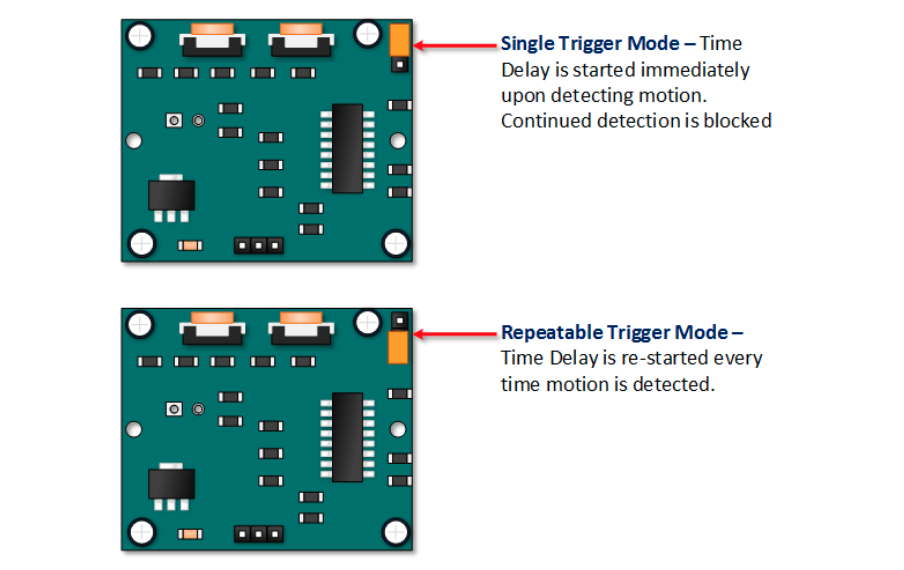 Single Trigger Mode – Time
Delay is started immediately
upon detecting motion.
Continued detection is blocked
Repeatable Trigger Mode –
Time Delay is re-started every
time motion is detected.